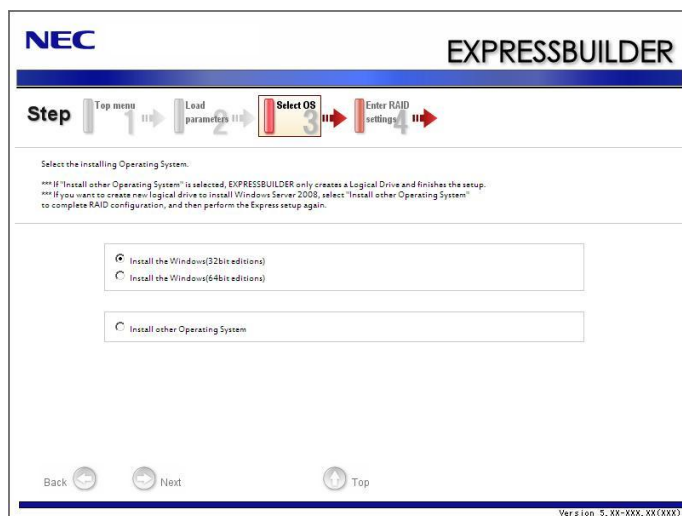 NEC
EXPRESSBUILDER
Step
Top menu 1
Load parameters 2
Select OS 3
Enter RAID settings 4
Select the installing Operating System.
*** If "Install other Operating System" is selected, EXPRESSBUILDER only creates a Logical Drive and finishes the setup.
*** If you want to create new logical drive to install Windows Server 2008, select "Install other Operating System"
to complete RAID configuration, and then perform the Express setup again.
Install the Windows(32bit editions)
Install the Windows(64bit editions)
Install other Operating System
Back
Next
Top
Version 5.XX-XXX.XX(XXX)